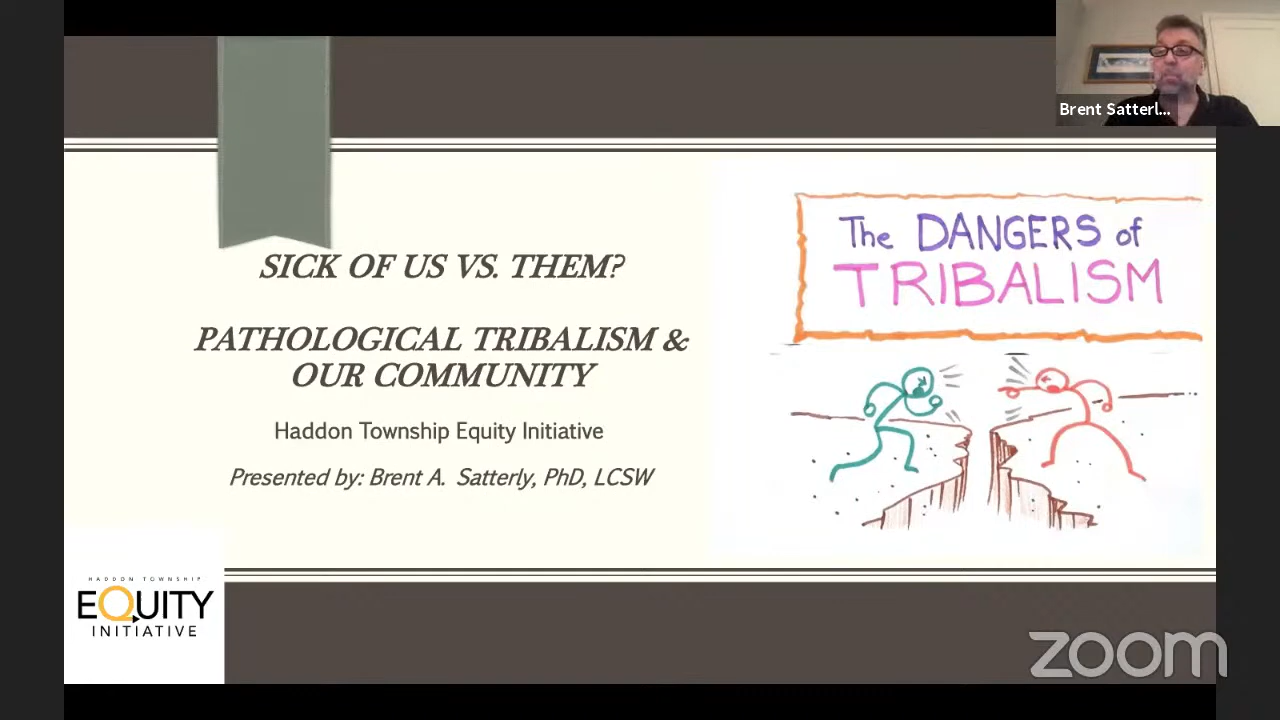 Brent Satterl...
SICK OF US VS. THEM?
PATHOLOGICAL TRIBALISM &
OUR COMMUNITY
Haddon Township Equity Initiative
Presented by: Brent A. Satterly, PhD, LCSW
The DANGERS of
TRIBALISM
HADDON TOWNSHIP
EQUITY
INITIATIVE
zoom